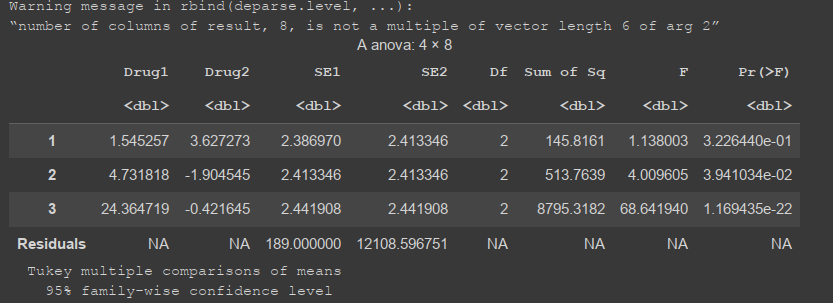 Warning message in rbind(deparse.level, ...):
“number of columns of result, 8, is not a multiple of vector length 6 of arg 2”
A anova: 4 × 8
Drug1 Drug2 SE1 SE2 Df Sum of Sq F Pr(>F)
<dbl> <dbl> <dbl> <dbl> <dbl> <dbl> <dbl> <dbl>
1 1.545257 3.627273 2.386970 2.413346 2 145.8161 1.138003 3.226440e-01
2 4.731818 -1.904545 2.413346 2.413346 2 513.7639 4.009605 3.941034e-02
3 24.364719 -0.421645 2.441908 2.441908 2 8795.3182 68.641940 1.169435e-22
Residuals NA NA 189.000000 12108.596751 NA NA NA NA
Tukey multiple comparisons of means
95% family-wise confidence level